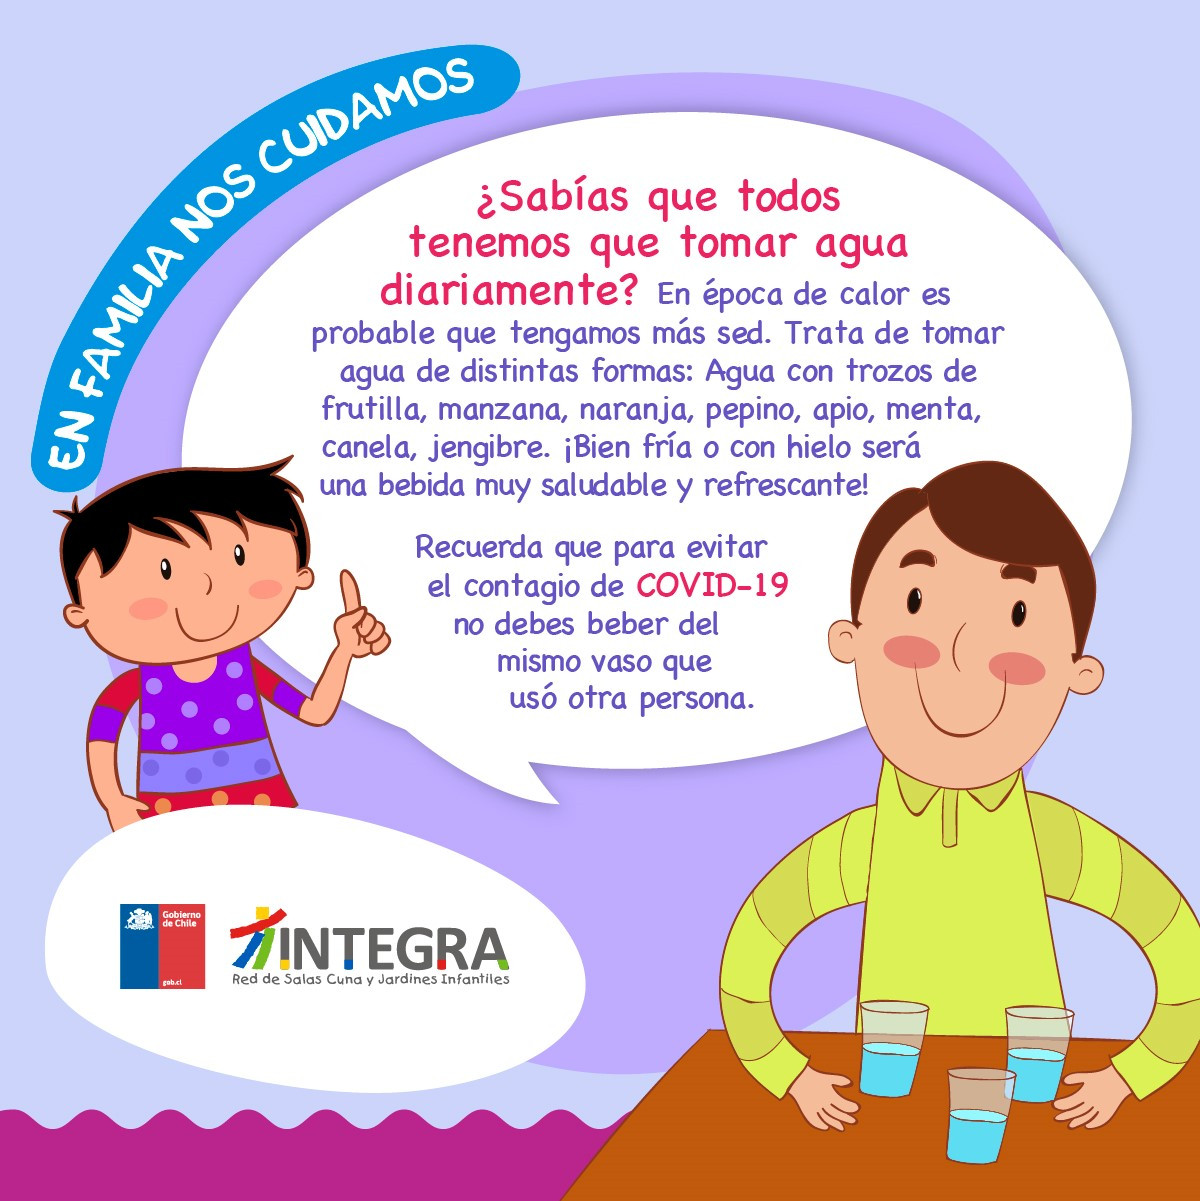 EN FAMILIA NOS CUIDAMOS
¿Sabías que todos
tenemos que tomar agua
diariamente? En época de calor es
probable que tengamos más sed. Trata de tomar
agua de distintas formas: Agua con trozos de
frutilla, manzana, naranja, pepino, apio, menta,
canela, jengibre. ¡Bien fría o con hielo será
una bebida muy saludable y refrescante!
Recuerda que para evitar
el contagio de COVID-19
no debes beber del
mismo vaso que
usó otra persona.
Gobierno
de Chile
gob.cl
INTEGRA
Red de Salas Cuna y Jardines Infantiles